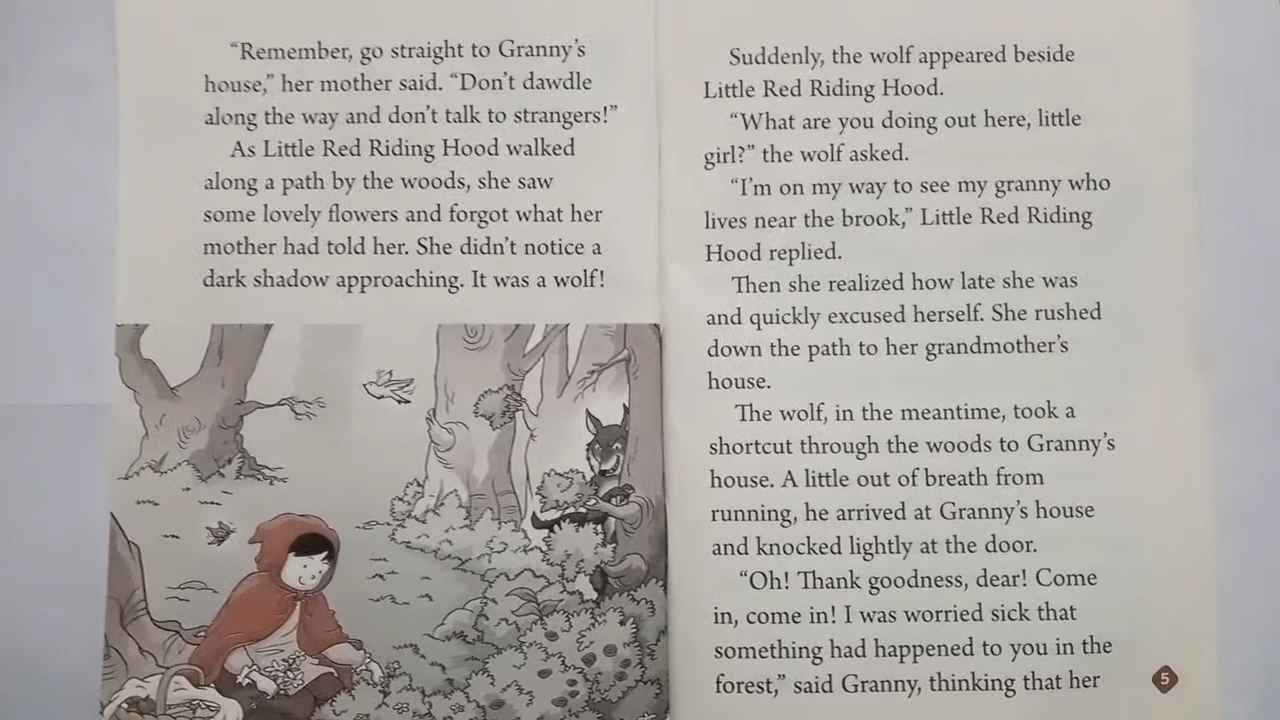 “Remember, go straight to Granny’s
house,” her mother said. “Don’t dawdle
along the way and don’t talk to strangers!”
As Little Red Riding Hood walked
along a path by the woods, she saw
some lovely flowers and forgot what her
mother had told her. She didn’t notice a
dark shadow approaching. It was a wolf!
Suddenly, the wolf appeared beside
Little Red Riding Hood.
“What are you doing out here, little
girl?” the wolf asked.
“I’m on my way to see my granny who
lives near the brook,” Little Red Riding
Hood replied.
Then she realized how late she was
and quickly excused herself. She rushed
down the path to her grandmother’s
house.
The wolf, in the meantime, took a
shortcut through the woods to Granny’s
house. A little out of breath from
running, he arrived at Granny’s house
and knocked lightly at the door.
“Oh! Thank goodness, dear! Come
in, come in! I was worried sick that
something had happened to you in the
forest,” said Granny, thinking that her
5